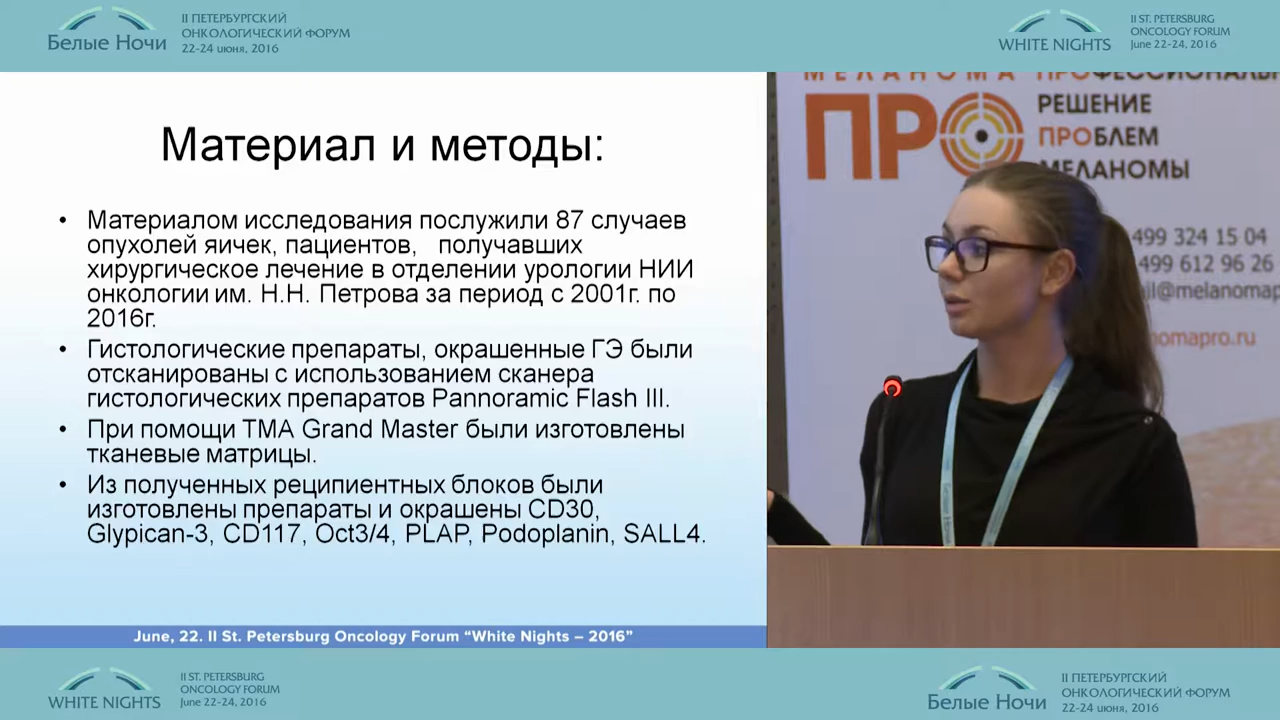 Белые Ночи
II ПЕТЕРБУРГСКИЙ
ОНКОЛОГИЧЕСКИЙ ФОРУМ
22-24 июня, 2016
WHITE NIGHTS
II ST. PETERSBURG
ONCOLOGY FORUM
June 22-24, 2016
Материал и методы:
• Материалом исследования послужили 87 случаев
опухолей яичек, пациентов, получавших
хирургическое лечение в отделении урологии НИИ
онкологии им. Н.Н. Петрова за период с 2001г. по
2016г.
• Гистологические препараты, окрашенные ГЭ были
отсканированы с использованием сканера
гистологических препаратов Pannoramic Flash III.
• При помощи TMA Grand Master были изготовлены
тканевые матрицы.
• Из полученных реципиентных блоков были
изготовлены препараты и окрашены CD30,
Glypican-3, CD117, Oct3/4, PLAP, Podoplanin, SALL4.
June, 22. II St. Petersburg Oncology Forum “White Nights – 2016”
МЕЛАНОМА
ПРО
ПРОФЕССИОНАЛЬН
РЕШЕНИЕ
ПРОБЛЕМ
МЕЛАНОМЫ
499 324 15 04
499 612 96 26
ail@melanomap
nomapro.ru
WHITE NIGHTS
II ST. PETERSBURG
ONCOLOGY FORUM
June 22-24, 2016
Белые Ночи
II ПЕТЕРБУРГСКИЙ
ОНКОЛОГИЧЕСКИЙ ФОРУМ
22-24 июня, 2016